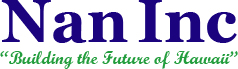 Nan Inc
“Building the Future of Hawaii”